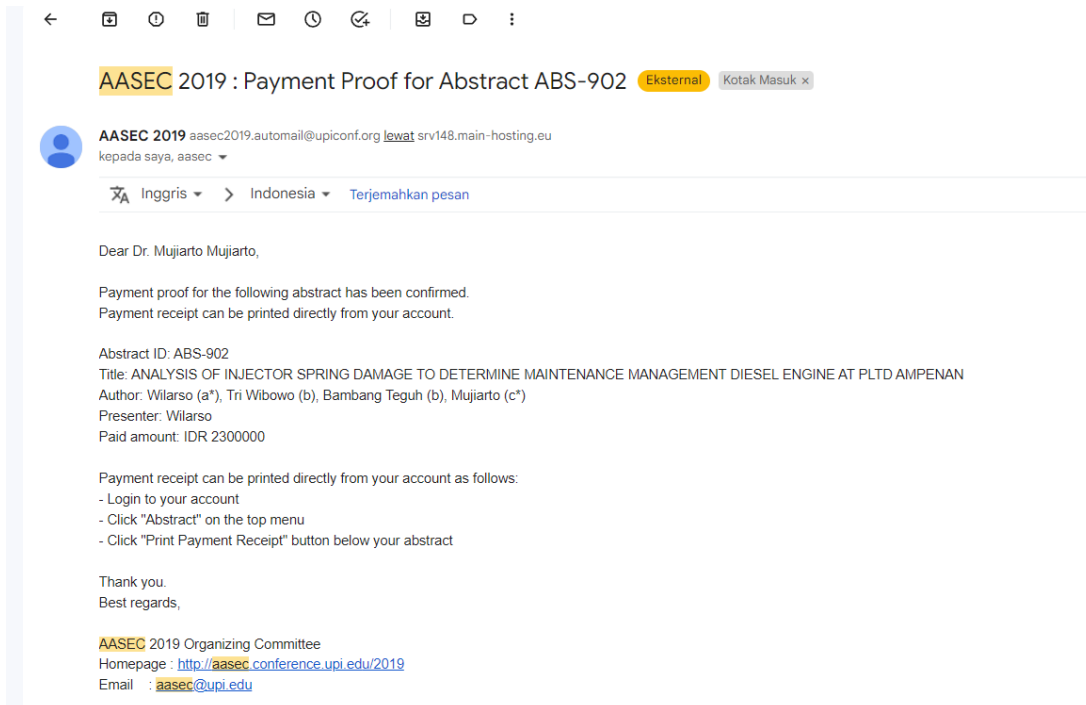 AASEC 2019 : Payment Proof for Abstract ABS-902 Eksternal Kotak Masuk ×
AASEC 2019 aasec2019.automail@upiconf.org lewat srv148.main-hosting.eu
kepada saya, aasec
Inggris > Indonesia Terjemahkan pesan
Dear Dr. Mujiarto Mujiarto,
Payment proof for the following abstract has been confirmed.
Payment receipt can be printed directly from your account.
Abstract ID: ABS-902
Title: ANALYSIS OF INJECTOR SPRING DAMAGE TO DETERMINE MAINTENANCE MANAGEMENT DIESEL ENGINE AT PLTD AMPENAN
Author: Wilarso (a*), Tri Wibowo (b), Bambang Teguh (b), Mujiarto (c*)
Presenter: Wilarso
Paid amount: IDR 2300000
Payment receipt can be printed directly from your account as follows:
- Login to your account
- Click "Abstract" on the top menu
- Click "Print Payment Receipt" button below your abstract
Thank you.
Best regards,
AASEC 2019 Organizing Committee
Homepage : http://aasec.conference.upi.edu/2019
Email : aasec@upi.edu